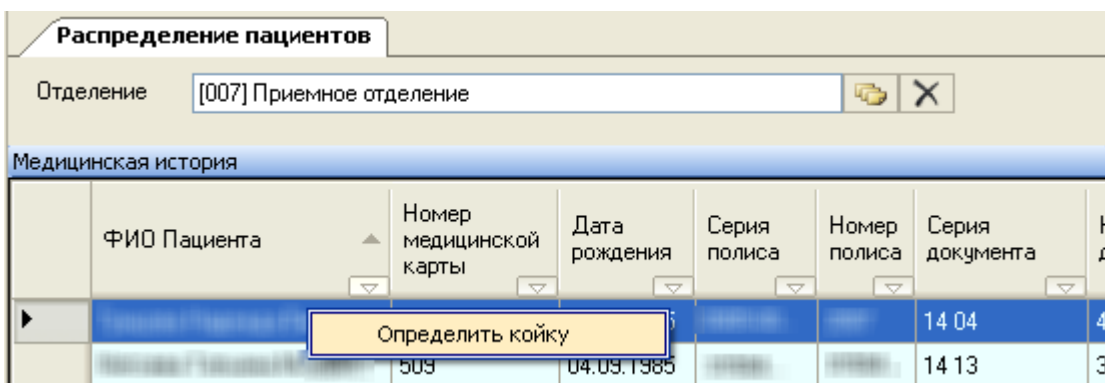 Распределение пациентов
Отделение [007] Приемное отделение
Медицинская история
ФИО Пациента
Номер медицинской карты
Дата рождения
Серия полиса
Номер полиса
Серия документа
Определить койку
14 04
509 04.09.1985 14 13